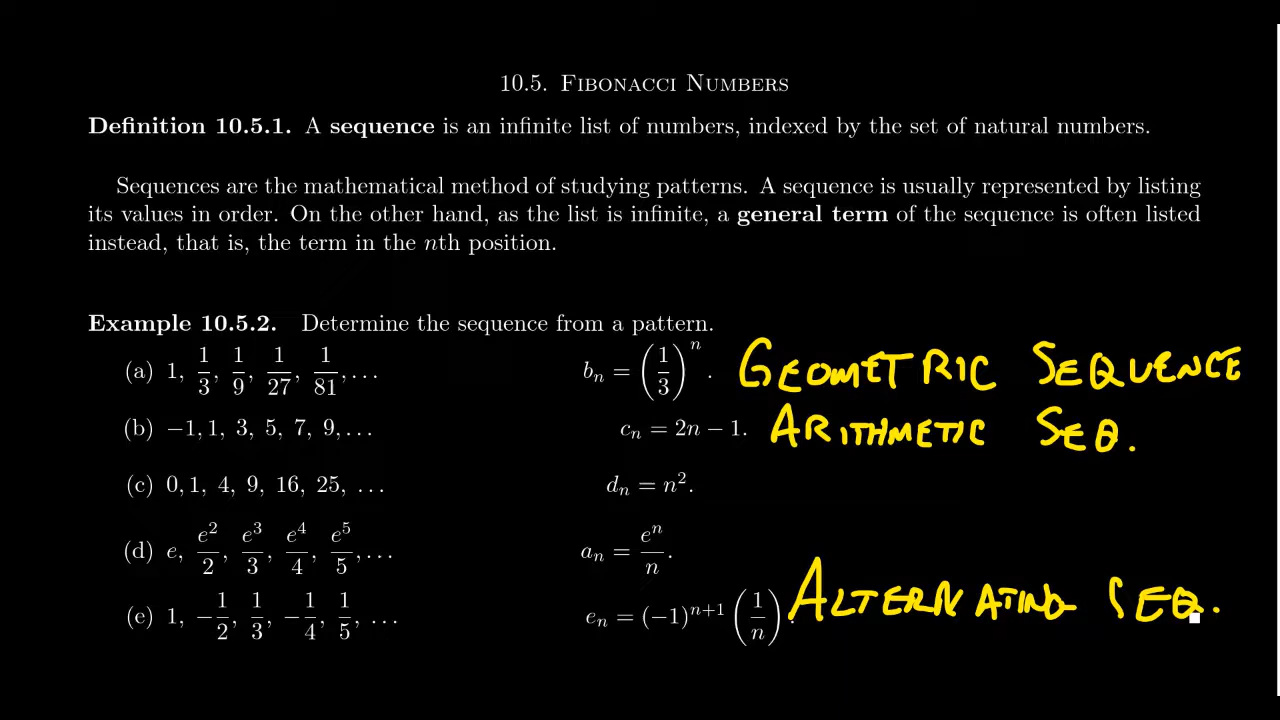 10.5. Fibonacci Numbers
Definition 10.5.1. A sequence is an infinite list of numbers, indexed by the set of natural numbers.
Sequences are the mathematical method of studying patterns. A sequence is usually represented by listing
its values in order. On the other hand, as the list is infinite, a general term of the sequence is often listed
instead, that is, the term in the nth position.
Example 10.5.2. Determine the sequence from a pattern.
(a) 1, 1/3, 1/9, 1/27, 1/81, ... b_n = (1/3)^n. GEOMETRIC SEQUENCE
(b) −1, 1, 3, 5, 7, 9, ... c_n = 2n − 1. ARITHMETIC SEQ.
(c) 0, 1, 4, 9, 16, 25, ... d_n = n^2.
(d) e, e^2/2, e^3/3, e^4/4, e^5/5, ... a_n = e^n/n.
(e) 1, −1/2, 1/3, −1/4, 1/5, ... e_n = (−1)^{n+1} (1/n). ALTERNATING SEQ.